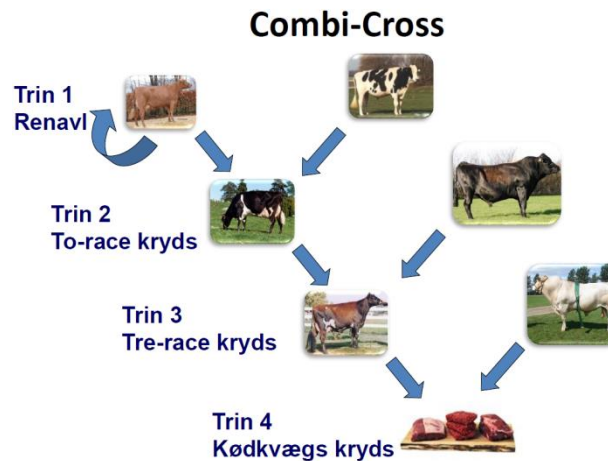 Combi-Cross
Trin 1
Renavl
Trin 2
To-race kryds
Trin 3
Tre-race kryds
Trin 4
Kødkvægs kryds